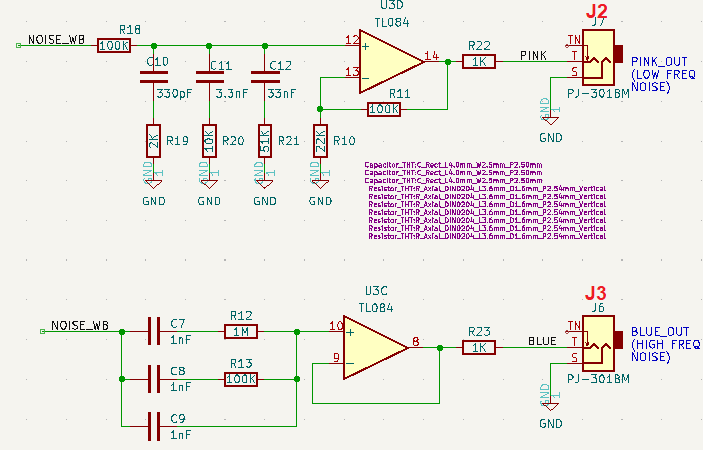 U3D
TL084
J2
J7
R18
NOISE_WB
100K
12
+
14
13
−
R22
1K
PINK
TN
T
S
PJ-301BM
PINK_OUT
(LOW FREQ
NOISE)
C10
330pF
C11
3.3nF
C12
33nF
R11
100K
2K
R19
10K
R20
51K
R21
22K
R10
GND
1
GND
1
GND
1
GND
1
GND
1
GND
GND
GND
GND
GND
Capacitor_THT:C_Rect_L4.0mm_W2.5mm_P2.50mm
Capacitor_THT:C_Rect_L4.0mm_W2.5mm_P2.50mm
Capacitor_THT:C_Rect_L4.0mm_W2.5mm_P2.50mm
Resistor_THT:R_Axial_DIN0204_L3.6mm_D1.6mm_P2.54mm_Vertical
Resistor_THT:R_Axial_DIN0204_L3.6mm_D1.6mm_P2.54mm_Vertical
Resistor_THT:R_Axial_DIN0204_L3.6mm_D1.6mm_P2.54mm_Vertical
Resistor_THT:R_Axial_DIN0204_L3.6mm_D1.6mm_P2.54mm_Vertical
Resistor_THT:R_Axial_DIN0204_L3.6mm_D1.6mm_P2.54mm_Vertical
Resistor_THT:R_Axial_DIN0204_L3.6mm_D1.6mm_P2.54mm_Vertical
Resistor_THT:R_Axial_DIN0204_L3.6mm_D1.6mm_P2.54mm_Vertical
U3C
TL084
J3
J6
NOISE_WB
C7
1nF
R12
1M
10
+
8
9
−
R23
1K
BLUE
TN
T
S
PJ-301BM
BLUE_OUT
(HIGH FREQ
NOISE)
C8
1nF
R13
100K
C9
1nF
GND
1
GND